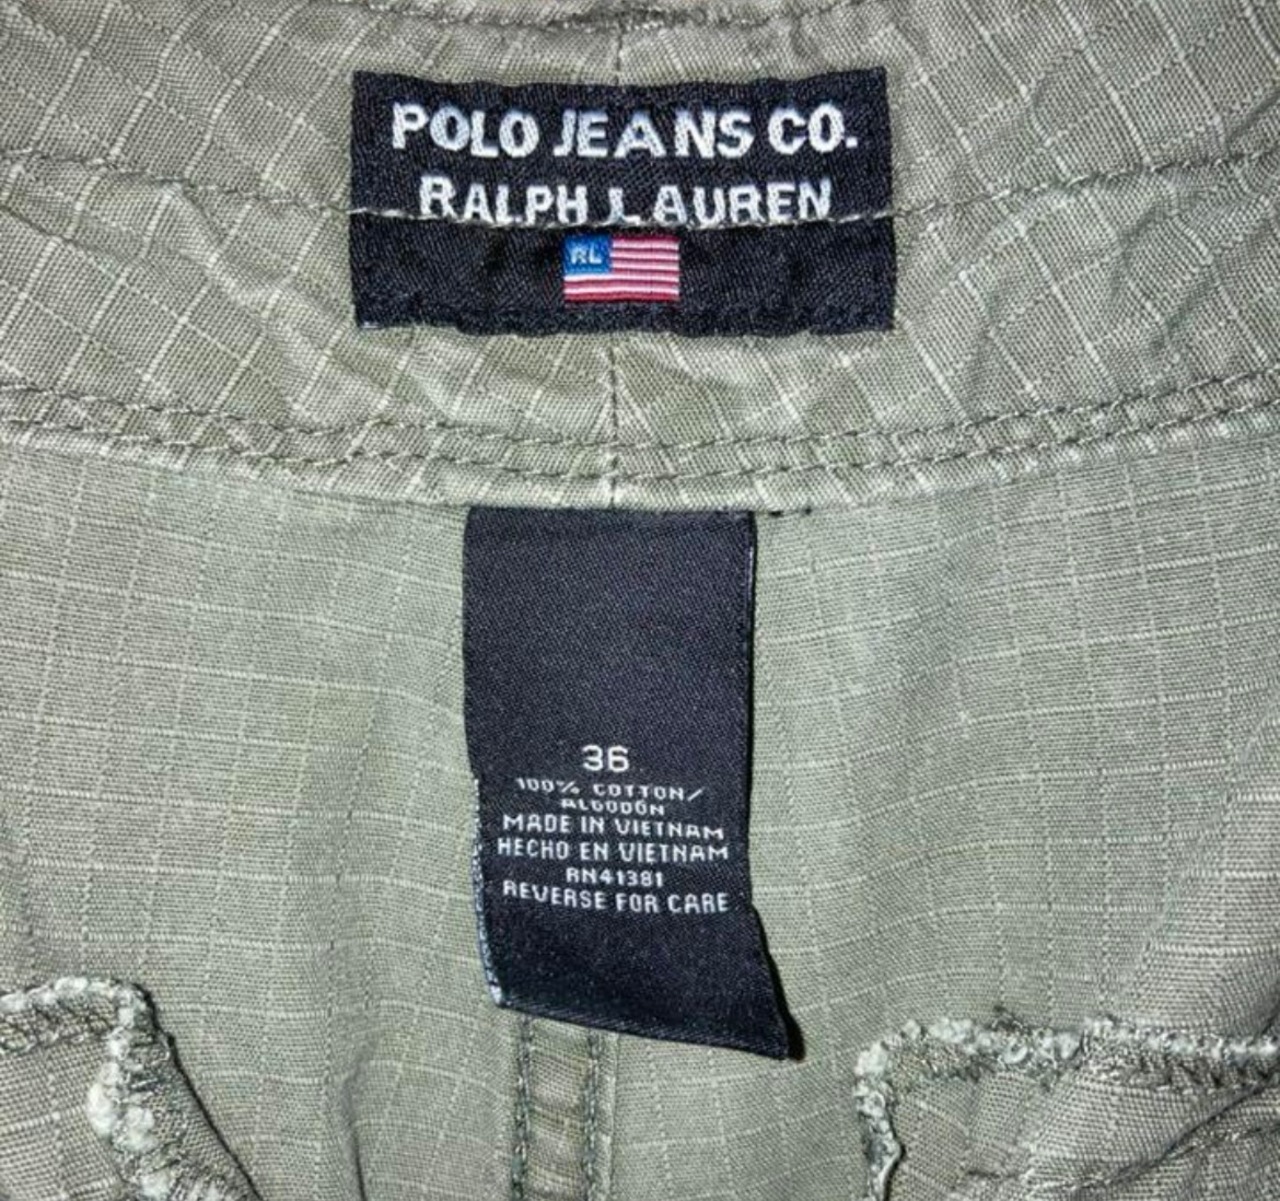 POLO JEANS CO.
RALPH LAUREN
RL
36
100% COTTON/
ALGODÓN
MADE IN VIETNAM
HECHO EN VIETNAM
RN41381
REVERSE FOR CARE